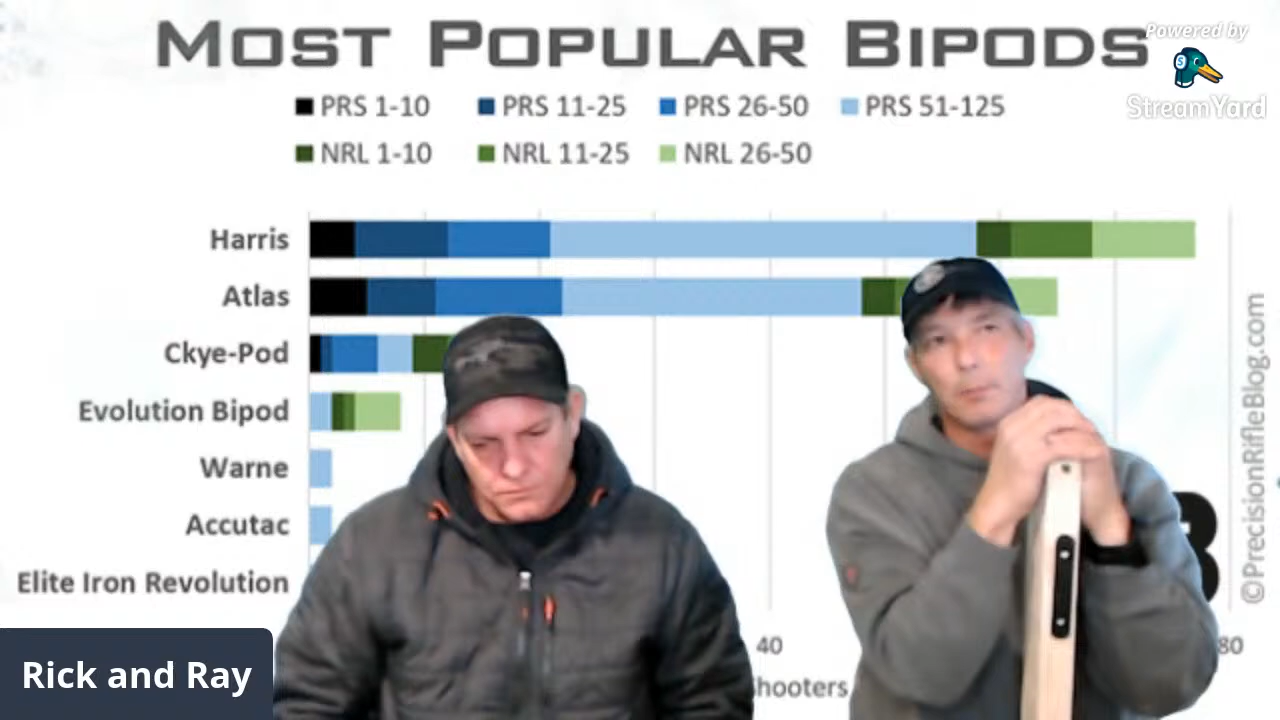 MOST POPULAR BIPODS
Powered by
StreamYard
PRS 1-10 PRS 11-25 PRS 26-50 PRS 51-125
NRL 1-10 NRL 11-25 NRL 26-50
Harris
Atlas
Ckye-Pod
Evolution Bipod
Warne
Accutac
Elite Iron Revolution
40 80
Shooters
©PrecisionRifleBlog.com
Rick and Ray